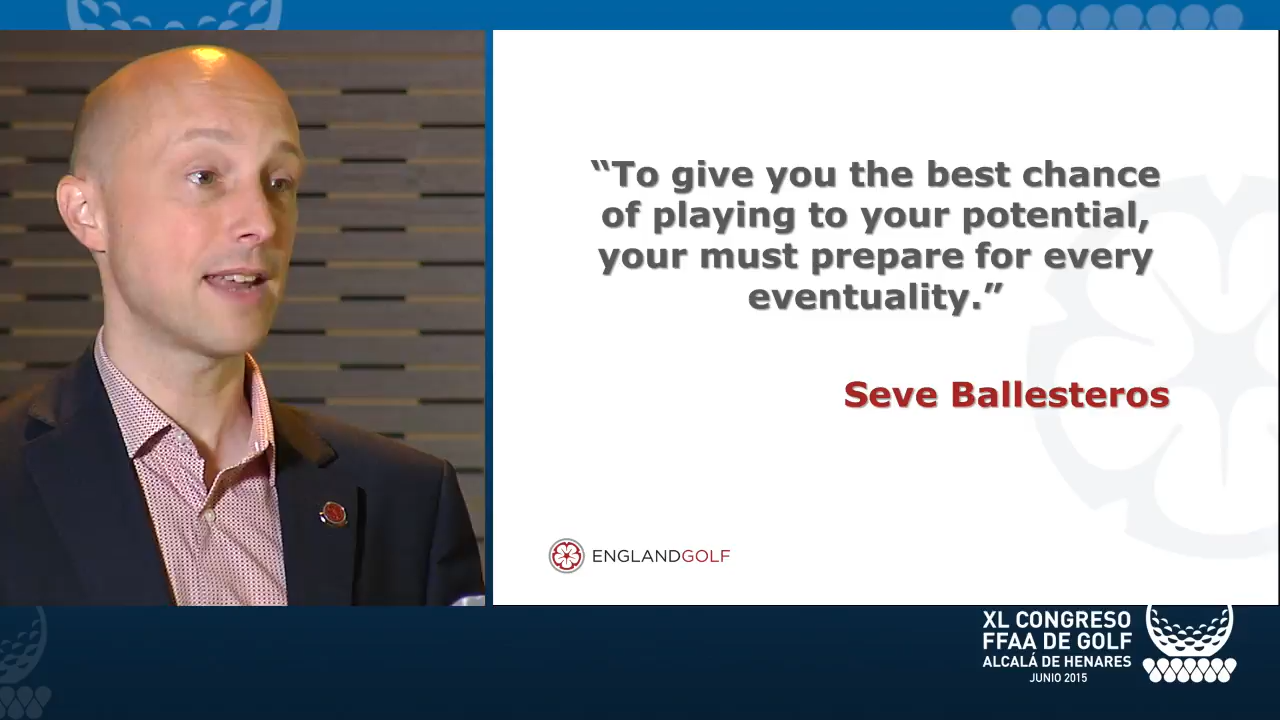 “To give you the best chance
of playing to your potential,
your must prepare for every
eventuality.”
Seve Ballesteros
ENGLANDGOLF
XL CONGRESO
FFAA DE GOLF
ALCALÁ DE HENARES
JUNIO 2015